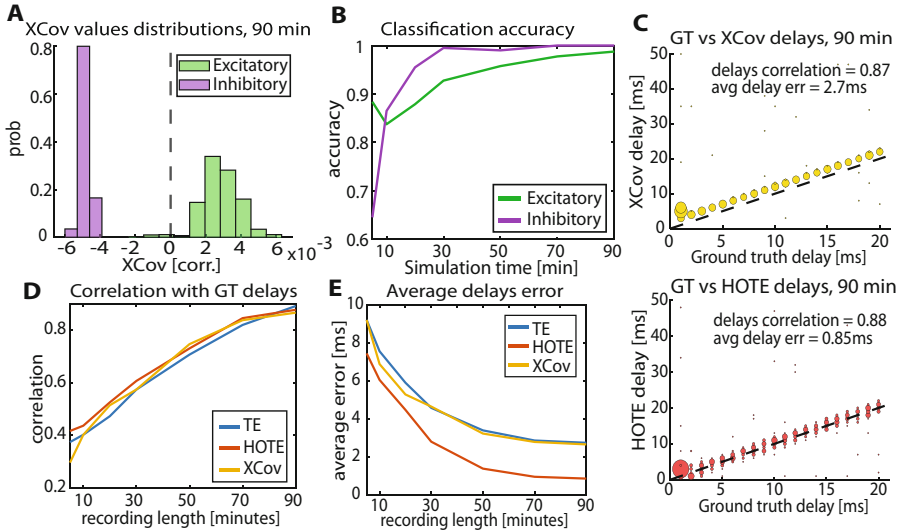 A
XCov values distributions, 90 min
0.8
0.6
0.4
0.2
0
prob
Excitatory
Inhibitory
-6 -4 -2 0 2 4 6 x10⁻³
XCov [corr.]
B
Classification accuracy
1
0.9
0.8
0.7
0.6
accuracy
Excitatory
Inhibitory
10 30 50 70 90
Simulation time [min]
C
GT vs XCov delays, 90 min
delays correlation = 0.87
avg delay err = 2.7ms
50
40
30
20
10
0
XCov delay [ms]
0 5 10 15 20
Ground truth delay [ms]
GT vs HOTE delays, 90 min
delays correlation = 0.88
avg delay err = 0.85ms
50
40
30
20
10
0
HOTE delay [ms]
0 5 10 15 20
Ground truth delay [ms]
D
Correlation with GT delays
0.8
0.6
0.4
0.2
correlation
TE
HOTE
XCov
10 30 50 70 90
recording length [minutes]
E
Average delays error
10
8
6
4
2
0
average error [ms]
TE
HOTE
XCov
10 30 50 70 90
recording length [minutes]